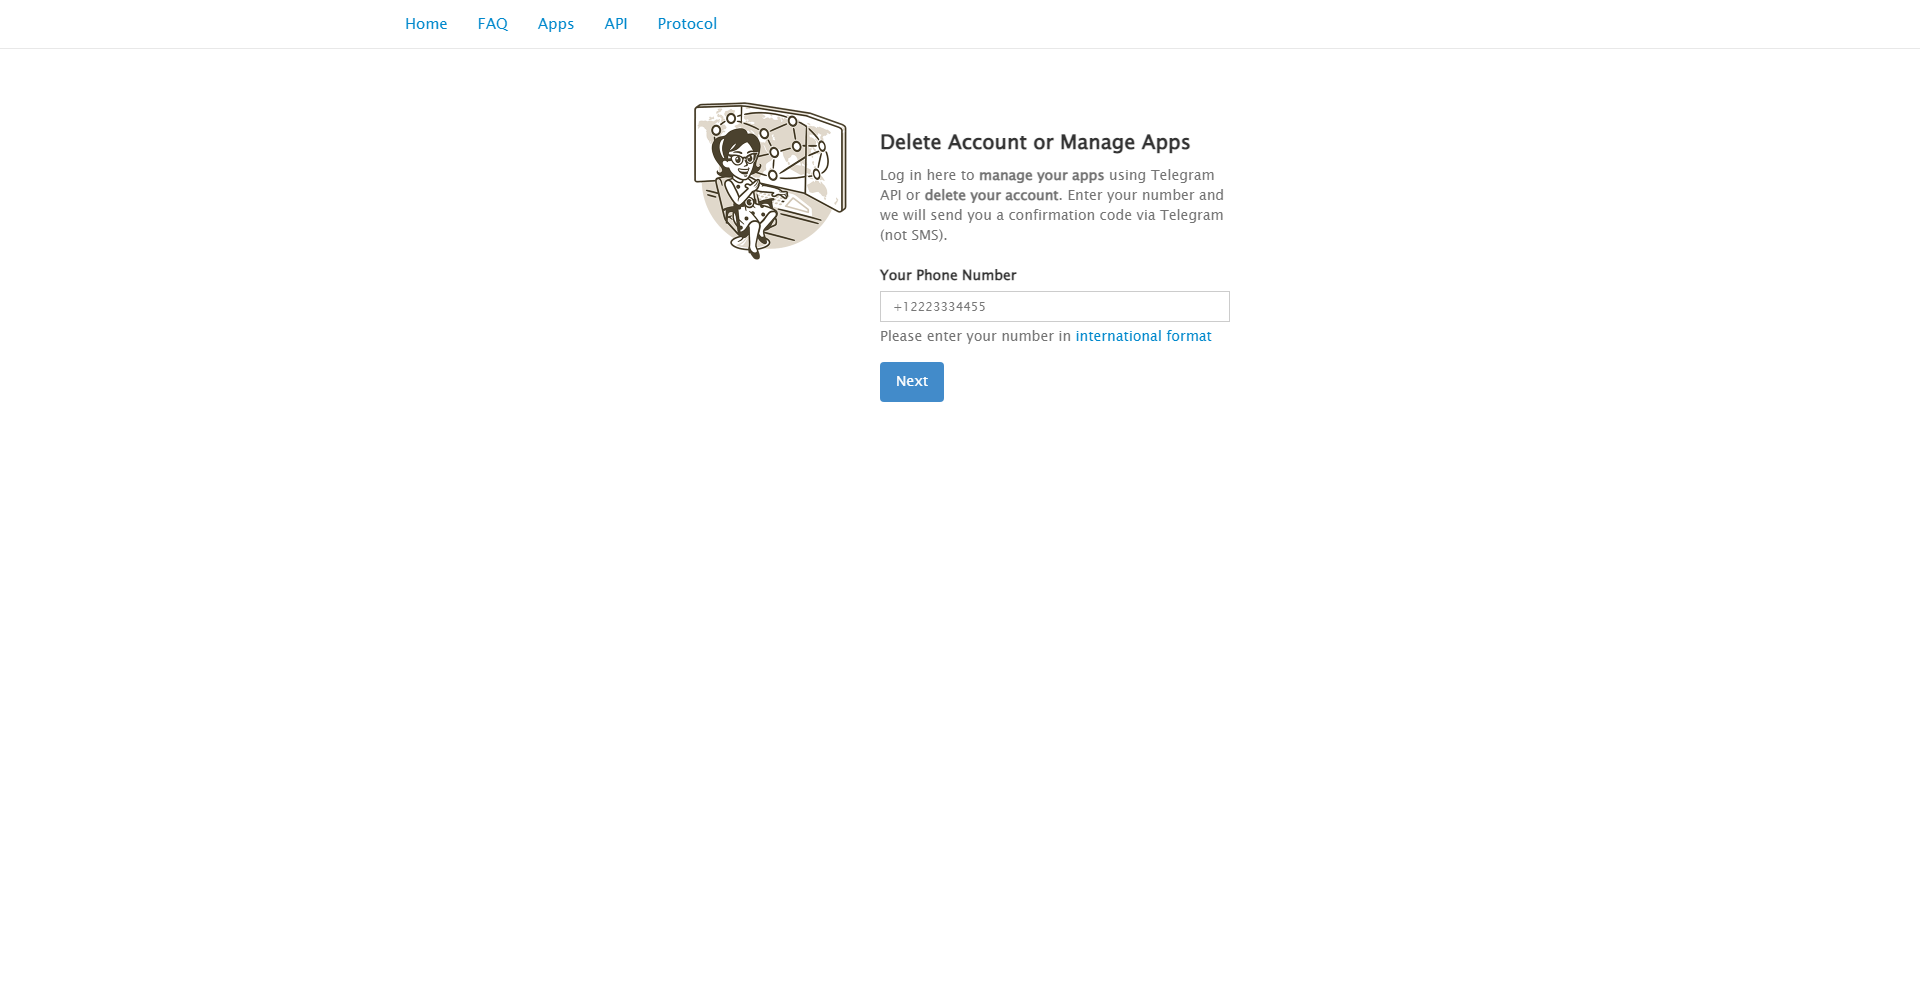 Home FAQ Apps API Protocol
Delete Account or Manage Apps
Log in here to manage your apps using Telegram
API or delete your account. Enter your number and
we will send you a confirmation code via Telegram
(not SMS).
Your Phone Number
+12223334455
Please enter your number in international format
Next